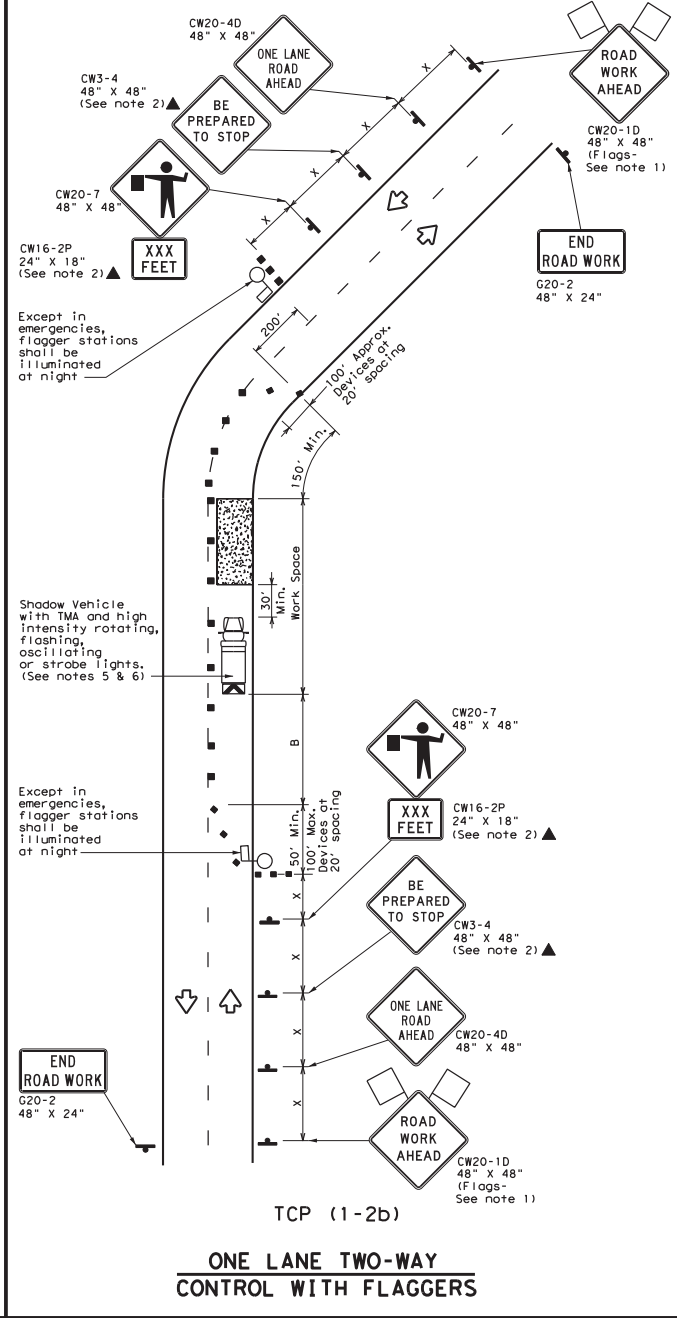 CW20-4D
48" X 48"
ONE LANE
ROAD
AHEAD
X
ROAD
WORK
AHEAD
CW20-1D
48" X 48"
(Flags-
See note 1)
CW3-4
48" X 48"
(See note 2)
BE
PREPARED
TO STOP
X
X
CW20-7
48" X 48"
X
CW16-2P
24" X 18"
(See note 2)
XXX
FEET
END
ROAD WORK
G20-2
48" X 24"
Except in
emergencies,
flagger stations
shall be
illuminated
at night
200'
100' Approx.
Devices at
20' spacing
150' Min.
Work Space
30'
Min.
Shadow Vehicle
with TMA and high
intensity rotating,
flashing,
oscillating
or strobe lights.
(See notes 5 & 6)
B
CW20-7
48" X 48"
Except in
emergencies,
flagger stations
shall be
illuminated
at night
50' Min.
100' Max.
Devices at
20' spacing
XXX
FEET
CW16-2P
24" X 18"
(See note 2)
X
BE
PREPARED
TO STOP
CW3-4
48" X 48"
(See note 2)
X
X
ONE LANE
ROAD
AHEAD
CW20-4D
48" X 48"
END
ROAD WORK
G20-2
48" X 24"
X
ROAD
WORK
AHEAD
CW20-1D
48" X 48"
(Flags-
See note 1)
TCP (1-2b)
ONE LANE TWO-WAY
CONTROL WITH FLAGGERS